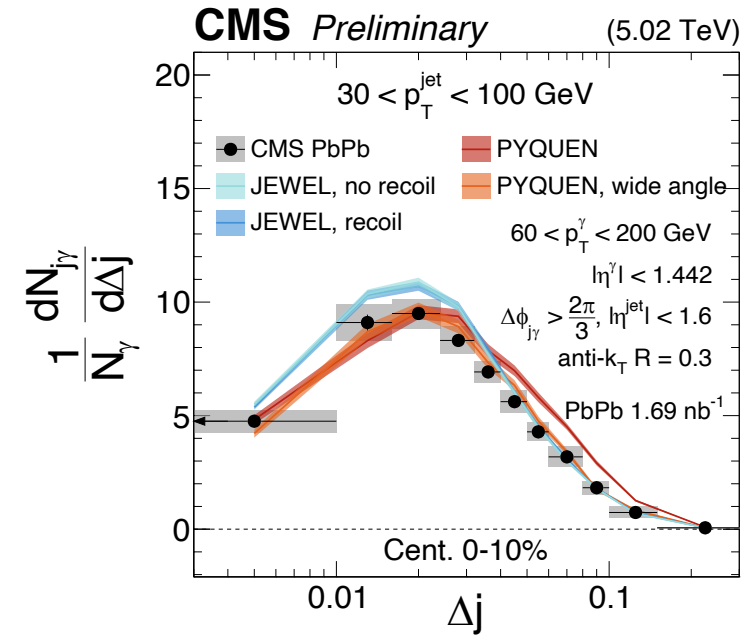 CMS Preliminary (5.02 TeV)
30 < p_T^jet < 100 GeV
CMS PbPb
JEWEL, no recoil
JEWEL, recoil
PYQUEN
PYQUEN, wide angle
60 < p_T^γ < 200 GeV
|η^γ| < 1.442
Δϕ_jγ > 2π/3, |η^jet| < 1.6
anti-k_T R = 0.3
PbPb 1.69 nb^-1
Cent. 0-10%
1/N_γ dN_jγ/dΔj
20
15
10
5
0
0.01
0.1
Δj